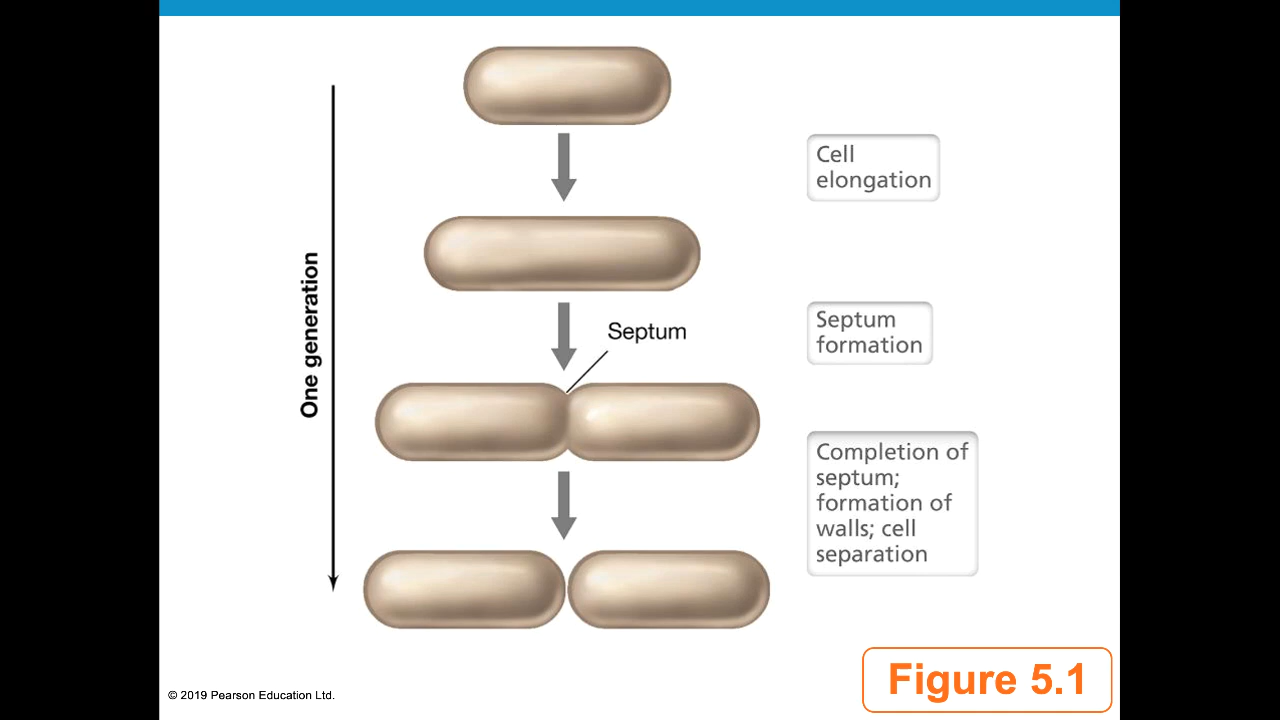 Cell
elongation
One generation
Septum
formation
Septum
Completion of
septum;
formation of
walls; cell
separation
Figure 5.1
© 2019 Pearson Education Ltd.